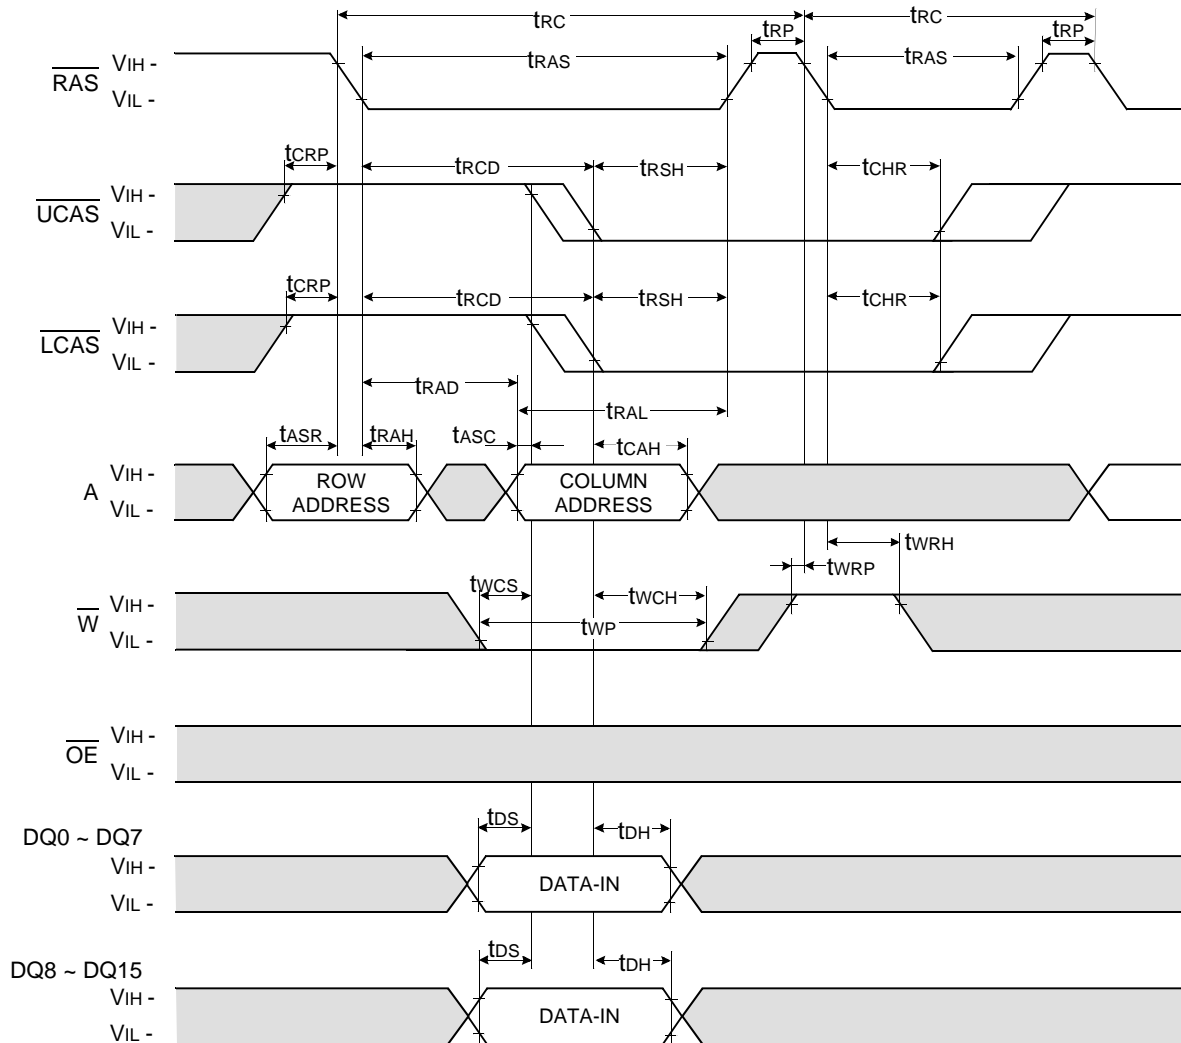 tRC tRC
tRP tRP
RAS VIH - tRAS tRAS
VIL -
tCRP tRCD tRSH tCHR
UCAS VIH -
VIL -
tCRP tRCD tRSH tCHR
LCAS VIH -
VIL -
tRAD
tRAL
tASR tRAH tASC tCAH
A VIH - ROW ADDRESS COLUMN ADDRESS
VIL -
tWRH
tWRP
tWCS tWCH
W VIH - tWP
VIL -
OE VIH -
VIL -
tDS tDH
DQ0 ~ DQ7
VIH -
DATA-IN
VIL -
tDS tDH
DQ8 ~ DQ15
VIH -
DATA-IN
VIL -